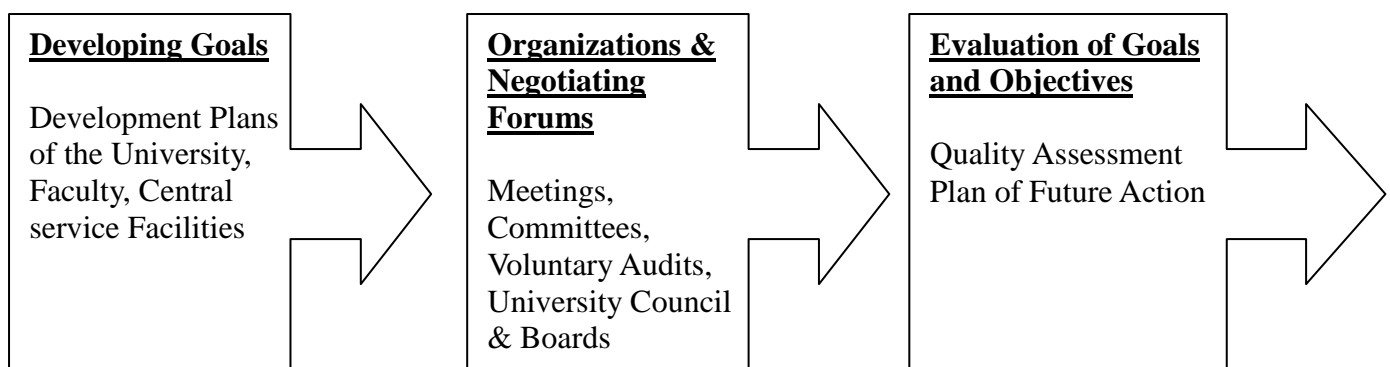 Developing Goals
Development Plans
of the University,
Faculty, Central
service Facilities
Organizations &
Negotiating
Forums
Meetings,
Committees,
Voluntary Audits,
University Council
& Boards
Evaluation of Goals
and Objectives
Quality Assessment
Plan of Future Action